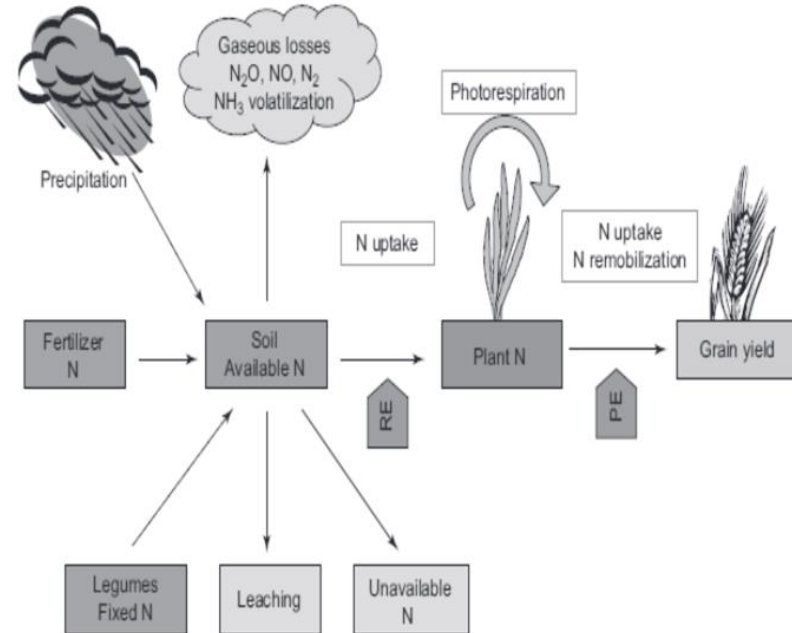 Gaseous losses
N₂O, NO, N₂
NH₃ volatilization
Photorespiration
Precipitation
N uptake
N uptake
N remobilization
Fertilizer
N
Soil
Available N
Plant N
Grain yield
RE
PE
Legumes
Fixed N
Leaching
Unavailable
N